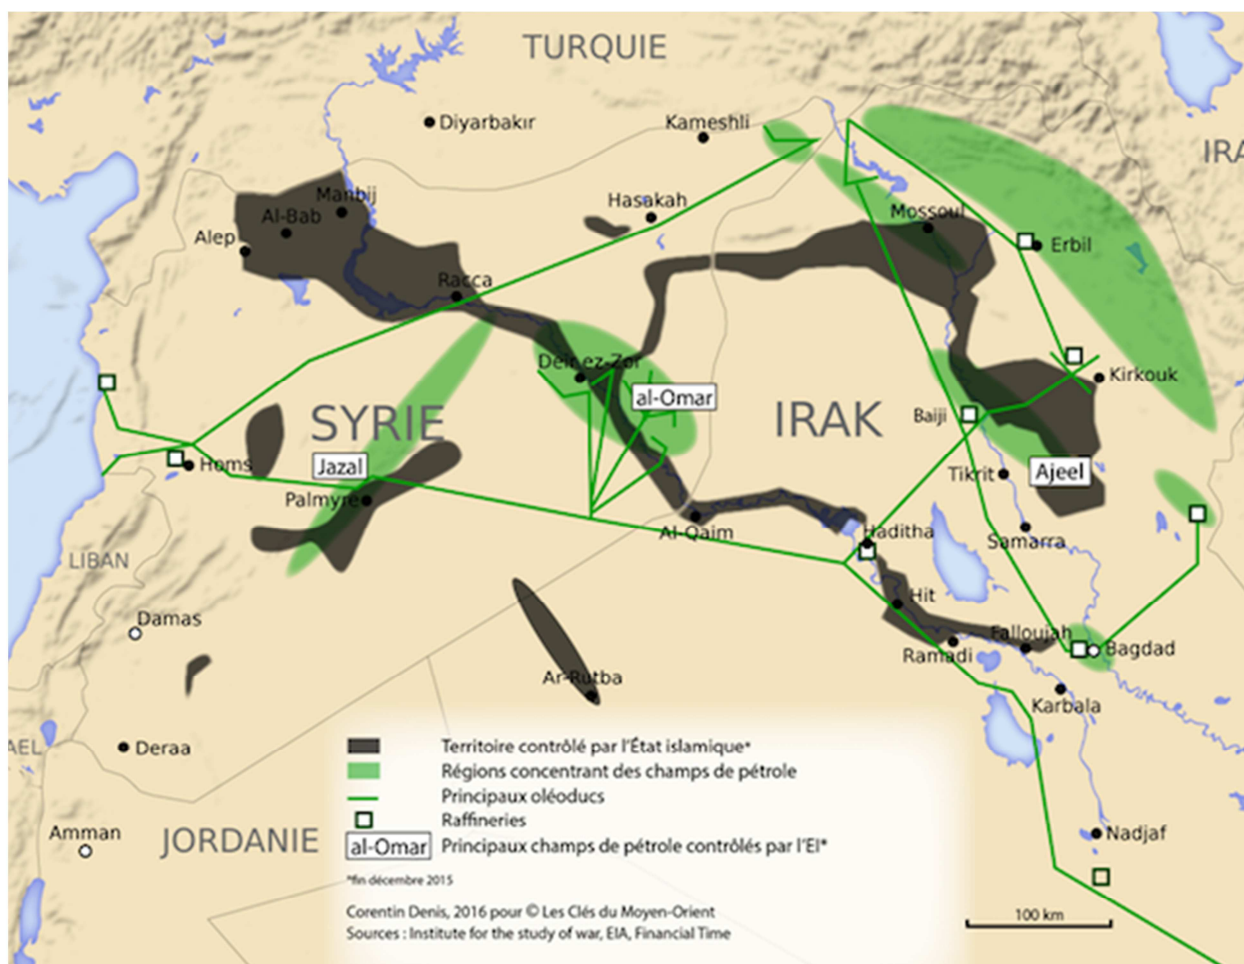 TURQUIE
Diyarbakır
Kameshli
IRA
Manbij
Hasakah
Al-Bab
Mossoul
Alep
Erbil
Racca
Deir ez-Zor
Kirkouk
al-Omar
SYRIE
IRAK
Baiji
Homs
Jazal
Tikrit
Ajeel
Palmyre
Al-Qaim
Haditha
Samarra
LIBAN
Hit
Damas
Falloujah
Ramadi
Bagdad
Ar-Rutba
Karbala
AEL
Deraa
Territoire contrôlé par l'État islamique*
Régions concentrant des champs de pétrole
Principaux oléoducs
Raffineries
al-Omar
Principaux champs de pétrole contrôlés par l'EI*
Amman
JORDANIE
Nadjaf
*fin décembre 2015
Corentin Denis, 2016 pour © Les Clés du Moyen-Orient
Sources : Institute for the study of war, EIA, Financial Time
100 km